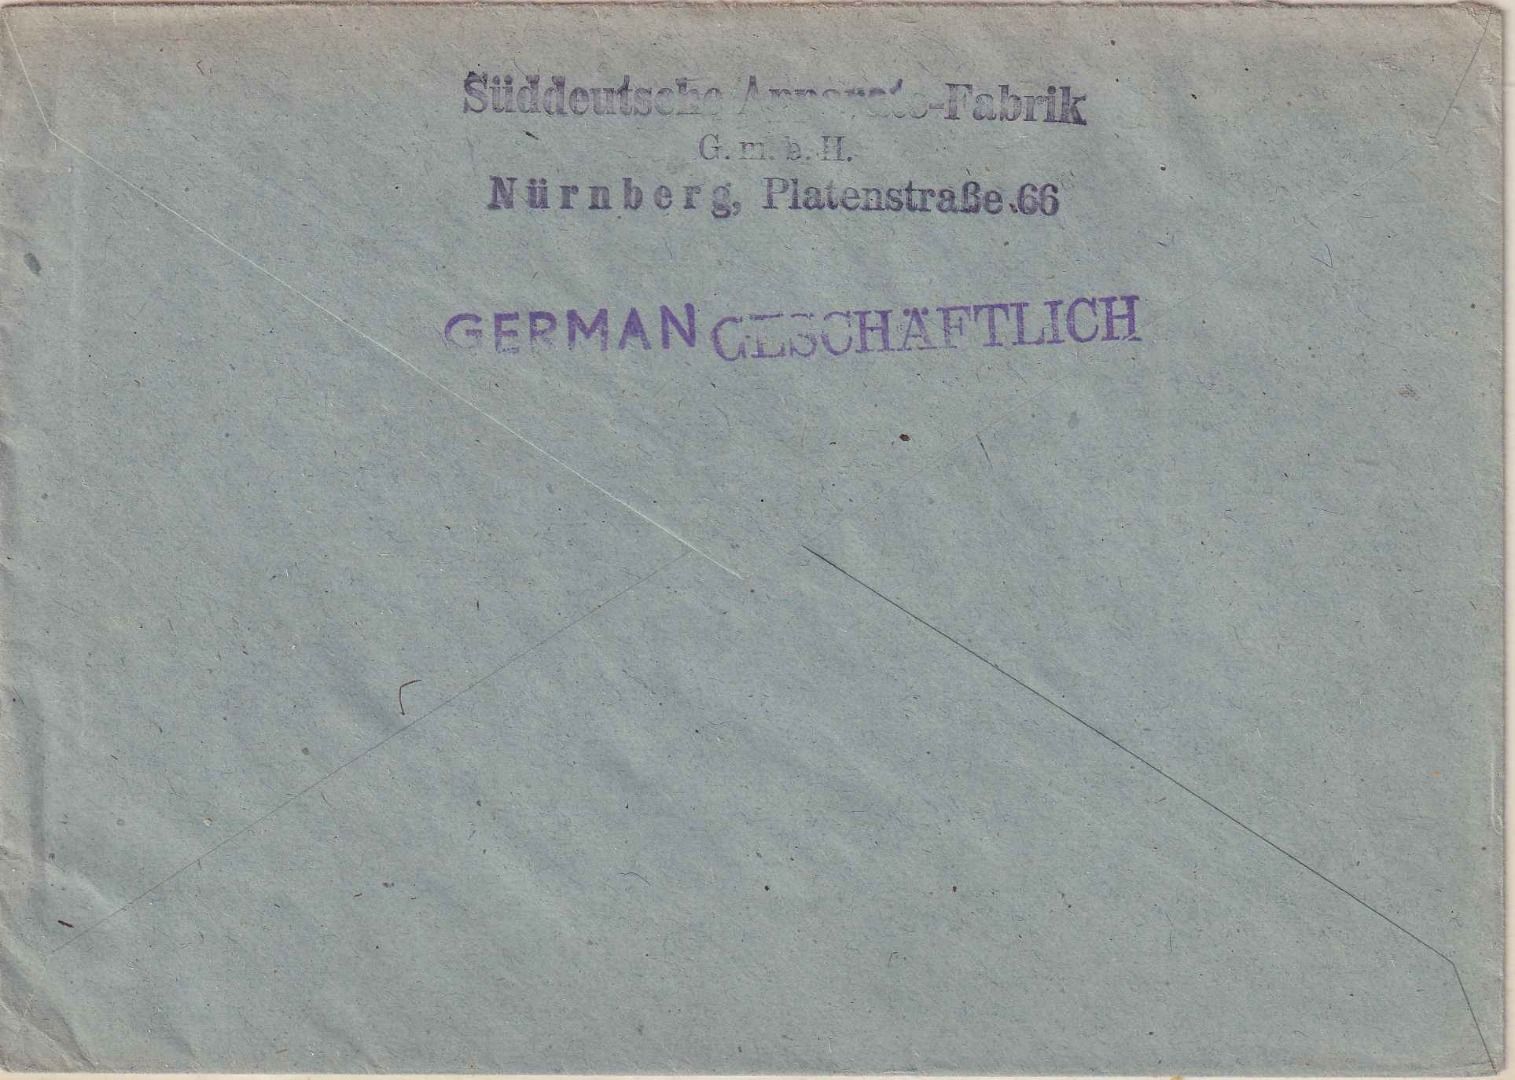 Süddeutsche Apparate-Fabrik
G. m. b. H.
Nürnberg, Platenstraße 66
GERMAN GESCHÄFTLICH